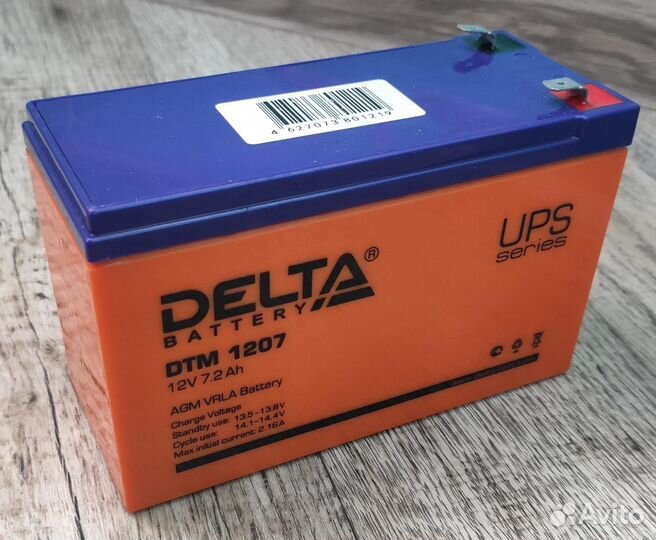 4 627073 801219
UPS
series
DELTA®
BATTERY
DTM 1207
12V 7.2Ah
AGM VRLA Battery
Charge Voltage
Standby use: 13.5-13.8V
Cycle use: 14.1-14.4V
Max initial current: 2.16A
Avito